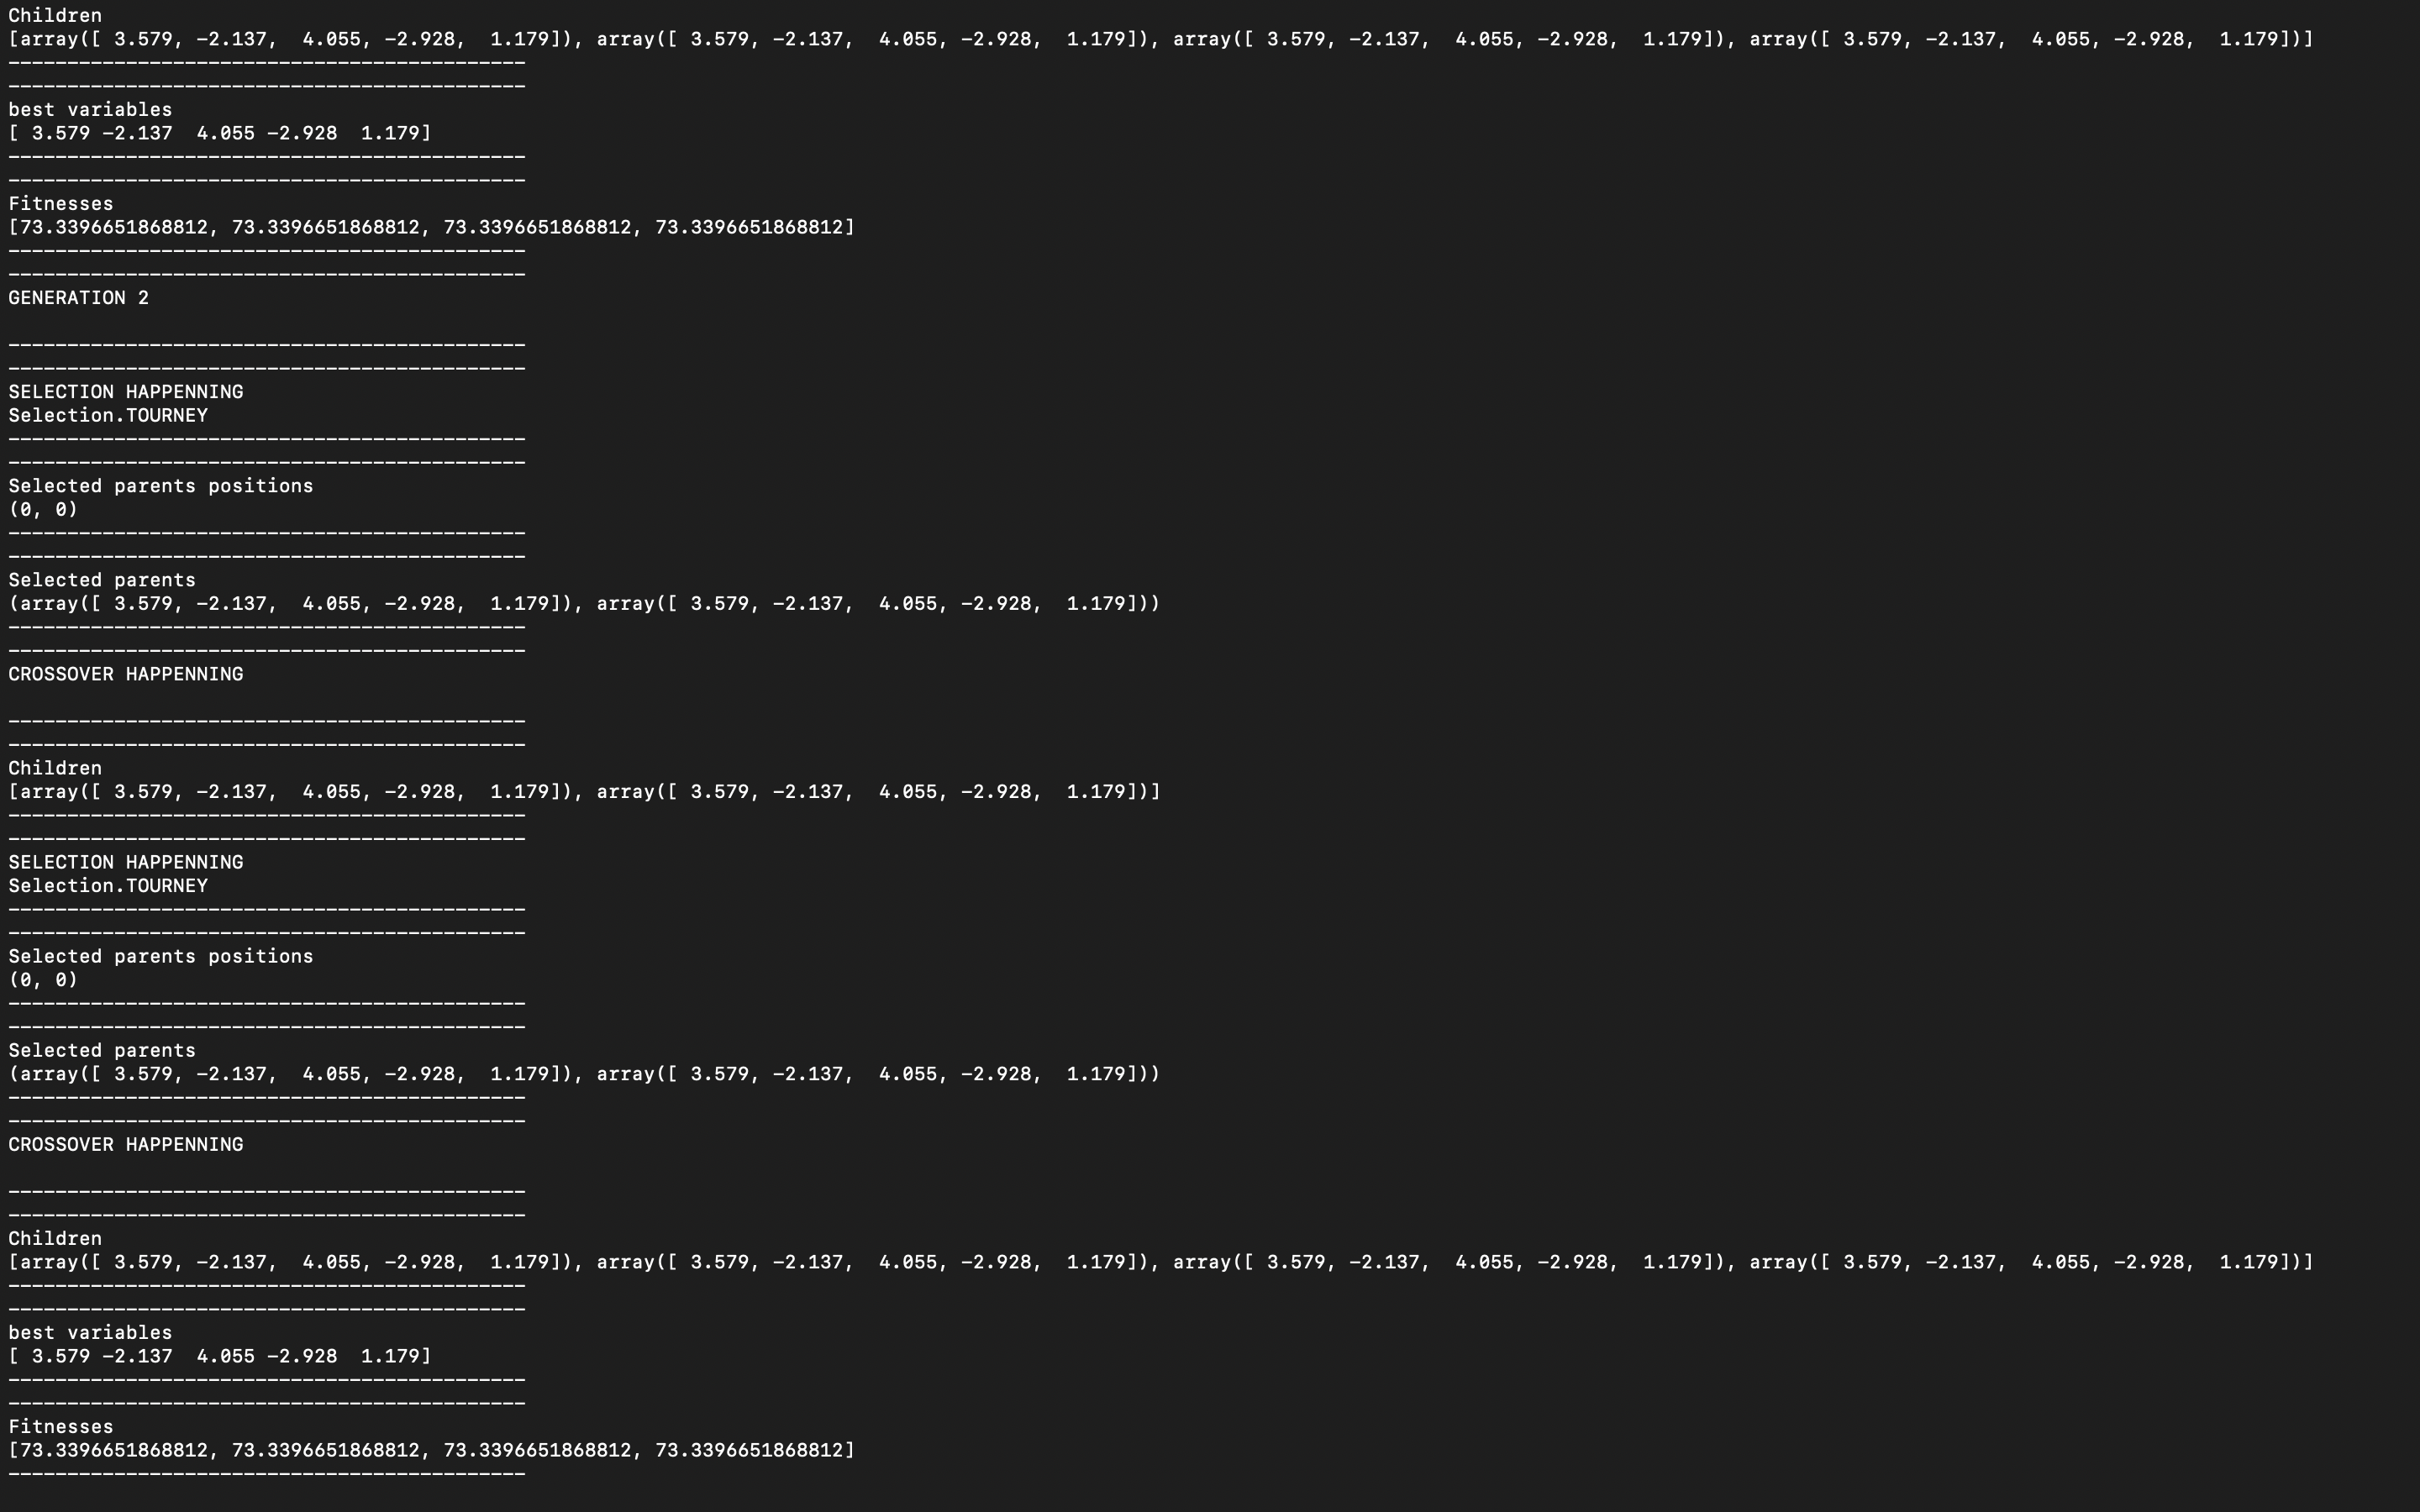 Children
[array([ 3.579, -2.137,  4.055, -2.928,  1.179]), array([ 3.579, -2.137,  4.055, -2.928,  1.179]), array([ 3.579, -2.137,  4.055, -2.928,  1.179]), array([ 3.579, -2.137,  4.055, -2.928,  1.179])]
--------------------------------------------
--------------------------------------------
best variables
[ 3.579 -2.137  4.055 -2.928  1.179]
--------------------------------------------
--------------------------------------------
Fitnesses
[73.3396651868812, 73.3396651868812, 73.3396651868812, 73.3396651868812]
--------------------------------------------
--------------------------------------------
GENERATION 2

--------------------------------------------
--------------------------------------------
SELECTION HAPPENNING
Selection.TOURNEY
--------------------------------------------
--------------------------------------------
Selected parents positions
(0, 0)
--------------------------------------------
--------------------------------------------
Selected parents
(array([ 3.579, -2.137,  4.055, -2.928,  1.179]), array([ 3.579, -2.137,  4.055, -2.928,  1.179]))
--------------------------------------------
--------------------------------------------
CROSSOVER HAPPENNING

--------------------------------------------
--------------------------------------------
Children
[array([ 3.579, -2.137,  4.055, -2.928,  1.179]), array([ 3.579, -2.137,  4.055, -2.928,  1.179])]
--------------------------------------------
--------------------------------------------
SELECTION HAPPENNING
Selection.TOURNEY
--------------------------------------------
--------------------------------------------
Selected parents positions
(0, 0)
--------------------------------------------
--------------------------------------------
Selected parents
(array([ 3.579, -2.137,  4.055, -2.928,  1.179]), array([ 3.579, -2.137,  4.055, -2.928,  1.179]))
--------------------------------------------
--------------------------------------------
CROSSOVER HAPPENNING

--------------------------------------------
--------------------------------------------
Children
[array([ 3.579, -2.137,  4.055, -2.928,  1.179]), array([ 3.579, -2.137,  4.055, -2.928,  1.179]), array([ 3.579, -2.137,  4.055, -2.928,  1.179]), array([ 3.579, -2.137,  4.055, -2.928,  1.179])]
--------------------------------------------
--------------------------------------------
best variables
[ 3.579 -2.137  4.055 -2.928  1.179]
--------------------------------------------
--------------------------------------------
Fitnesses
[73.3396651868812, 73.3396651868812, 73.3396651868812, 73.3396651868812]
--------------------------------------------